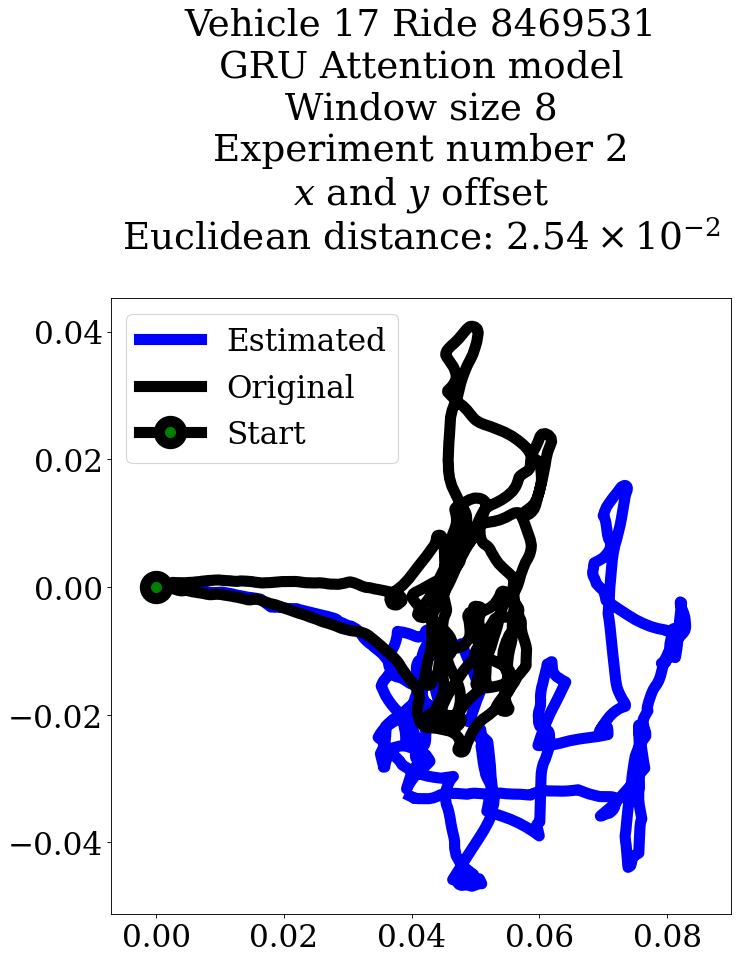 Vehicle 17 Ride 8469531
GRU Attention model
Window size 8
Experiment number 2
x and y offset
Euclidean distance: 2.54 × 10⁻²
Estimated
Original
Start
0.04
0.02
0.00
−0.02
−0.04
0.00 0.02 0.04 0.06 0.08